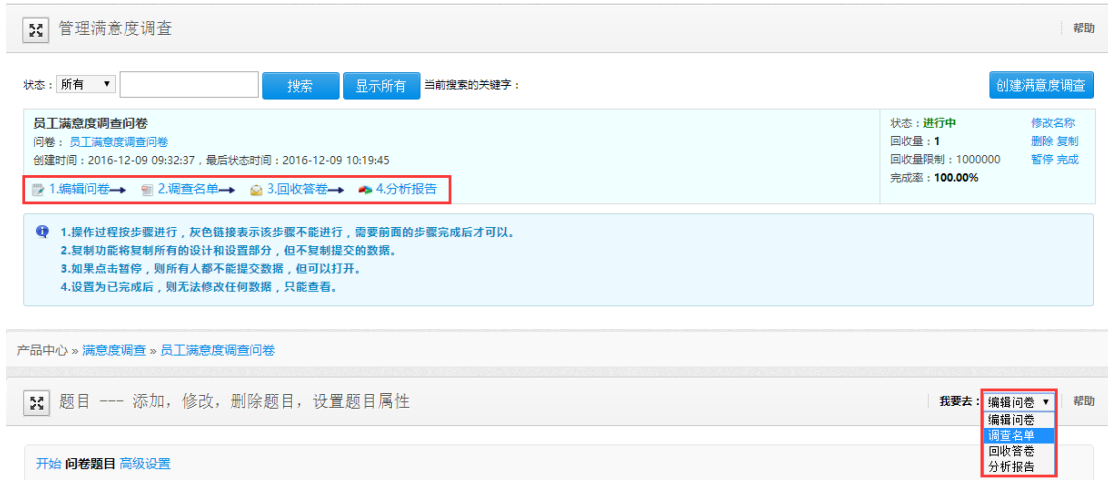 管理满意度调查
帮助
状态： 所有 搜索 显示所有 当前搜索的关键字： 创建满意度调查
员工满意度调查问卷
问卷： 员工满意度调查问卷
创建时间：2016-12-09 09:32:37，最后状态时间：2016-12-09 10:19:45
1.编辑问卷 2.调查名单 3.回收答卷 4.分析报告
状态：进行中 修改名称
回收量：1 删除 复制
回收量限制：1000000 暂停 完成
完成率：100.00%
1.操作过程按步骤进行，灰色链接表示该步骤不能进行，需要前面的步骤完成后才可以。
2.复制功能将复制所有的设计和设置部分，但不复制提交的数据。
3.如果点击暂停，则所有人都不能提交数据，但可以打开。
4.设置为已完成后，则无法修改任何数据，只能查看。
产品中心 » 满意度调查 » 员工满意度调查问卷
题目 --- 添加，修改，删除题目，设置题目属性
我要去： 编辑问卷 帮助
编辑问卷
调查名单
回收答卷
分析报告
开始 问卷题目 高级设置